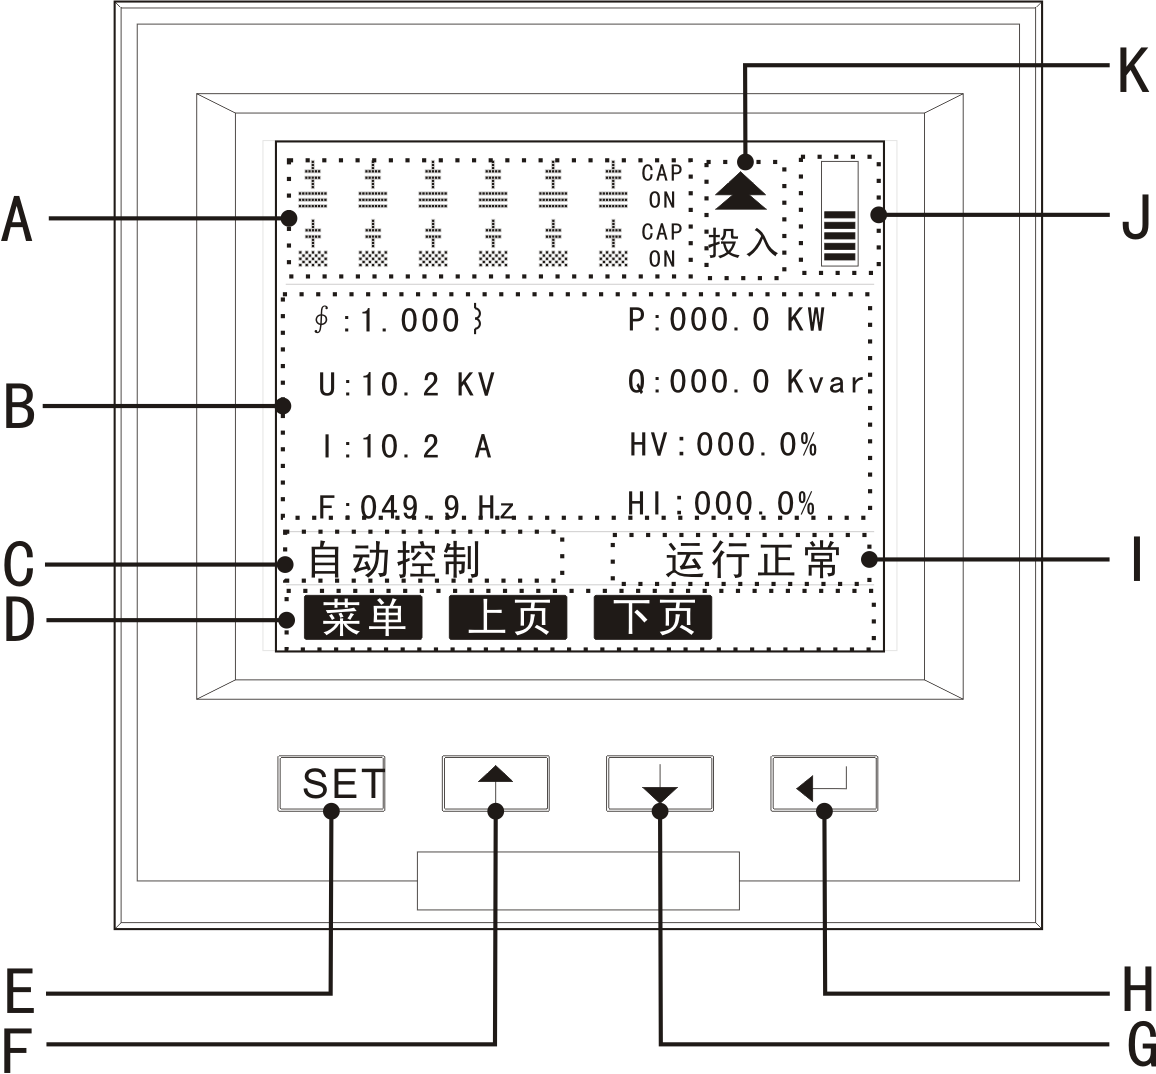 K
A
CAP
ON
CAP
ON
投入
J
∮:1.000
P:000.0 KW
B
U:10.2 KV
Q:000.0 Kvar
I:10.2 A
HV:000.0%
F:049.9 Hz
HI:000.0%
C
自动控制
运行正常
I
D
菜单 上页 下页
SET
E
H
F
G